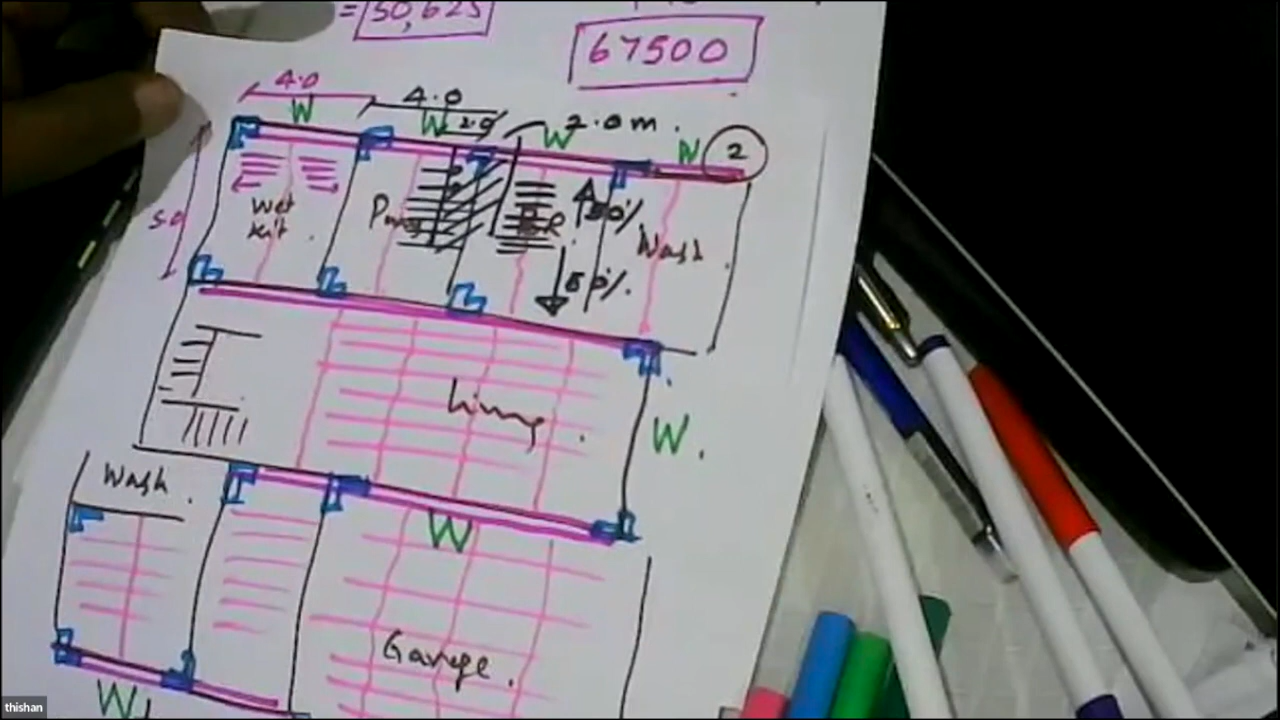 = 50,625
67500
4.0
4.0
W
W 2.0
W 2.0m.
W
2
5.0
Wet
Kit.
50%
Wash.
50%.
Living.
W.
Wash.
W
Garage.
W
thishan